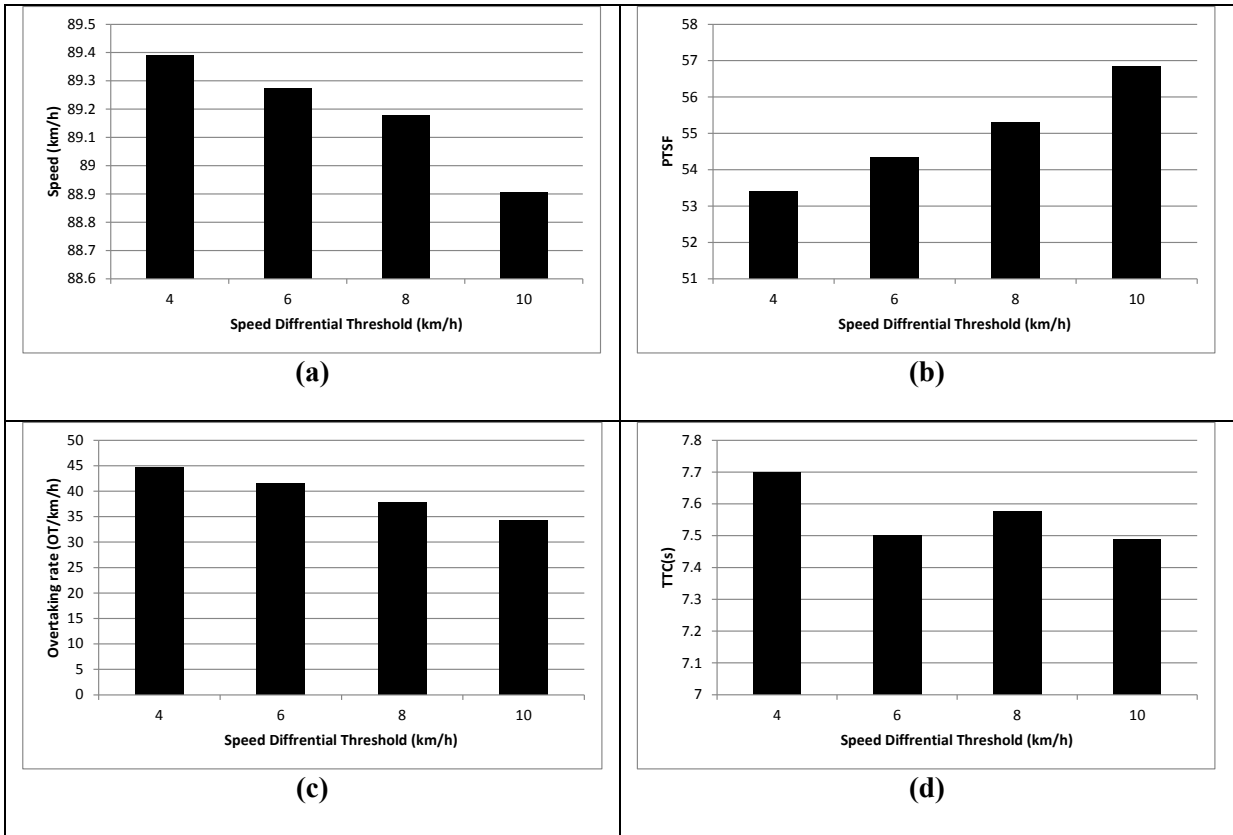 89.5
89.4
89.3
89.2
89.1
89
88.9
88.8
88.7
88.6
Speed (km/h)
4 6 8 10
Speed Diffrential Threshold (km/h)
(a)
58
57
56
55
54
53
52
51
PTSF
4 6 8 10
Speed Diffrential Threshold (km/h)
(b)
50
45
40
35
30
25
20
15
10
5
0
Overtaking rate (OT/km/h)
4 6 8 10
Speed Diffrential Threshold (km/h)
(c)
7.8
7.7
7.6
7.5
7.4
7.3
7.2
7.1
7
TTC(s)
4 6 8 10
Speed Diffrential Threshold (km/h)
(d)